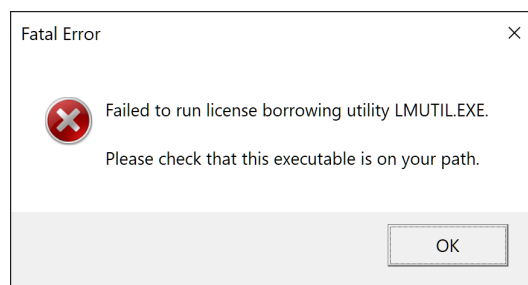 Fatal Error
Failed to run license borrowing utility LMUTIL.EXE.
Please check that this executable is on your path.
OK